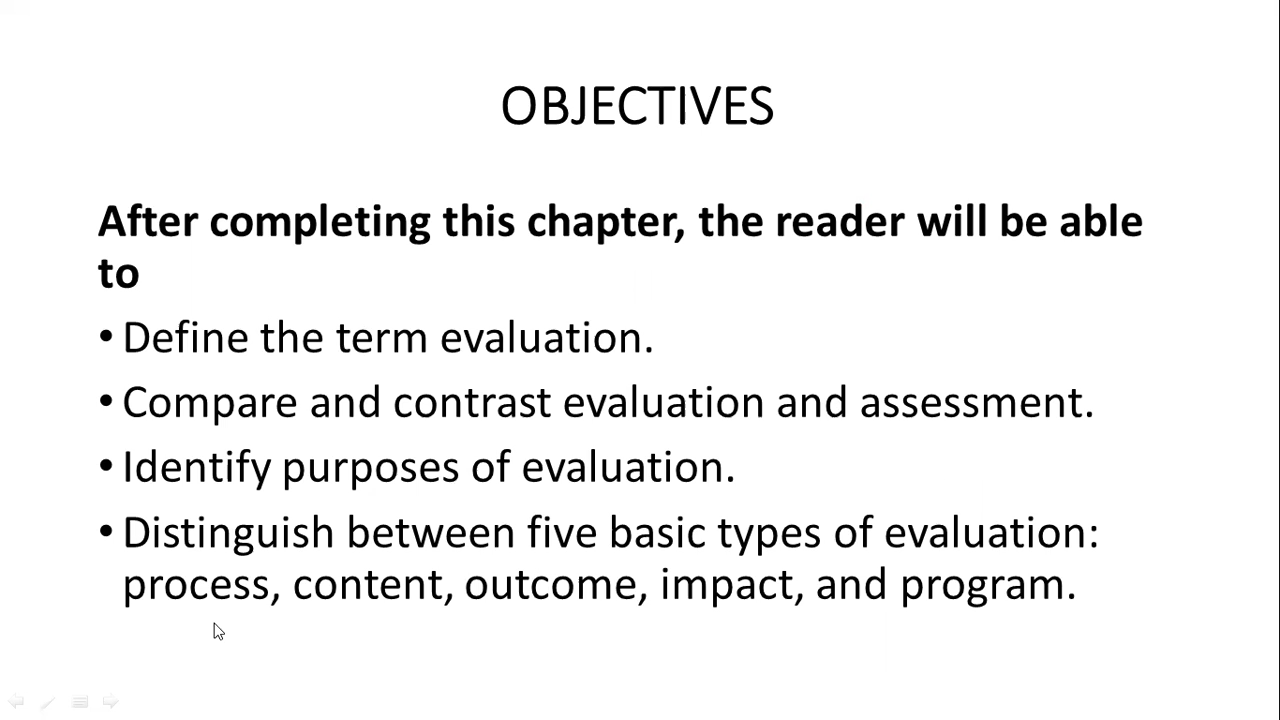 OBJECTIVES
After completing this chapter, the reader will be able
to
• Define the term evaluation.
• Compare and contrast evaluation and assessment.
• Identify purposes of evaluation.
• Distinguish between five basic types of evaluation:
process, content, outcome, impact, and program.